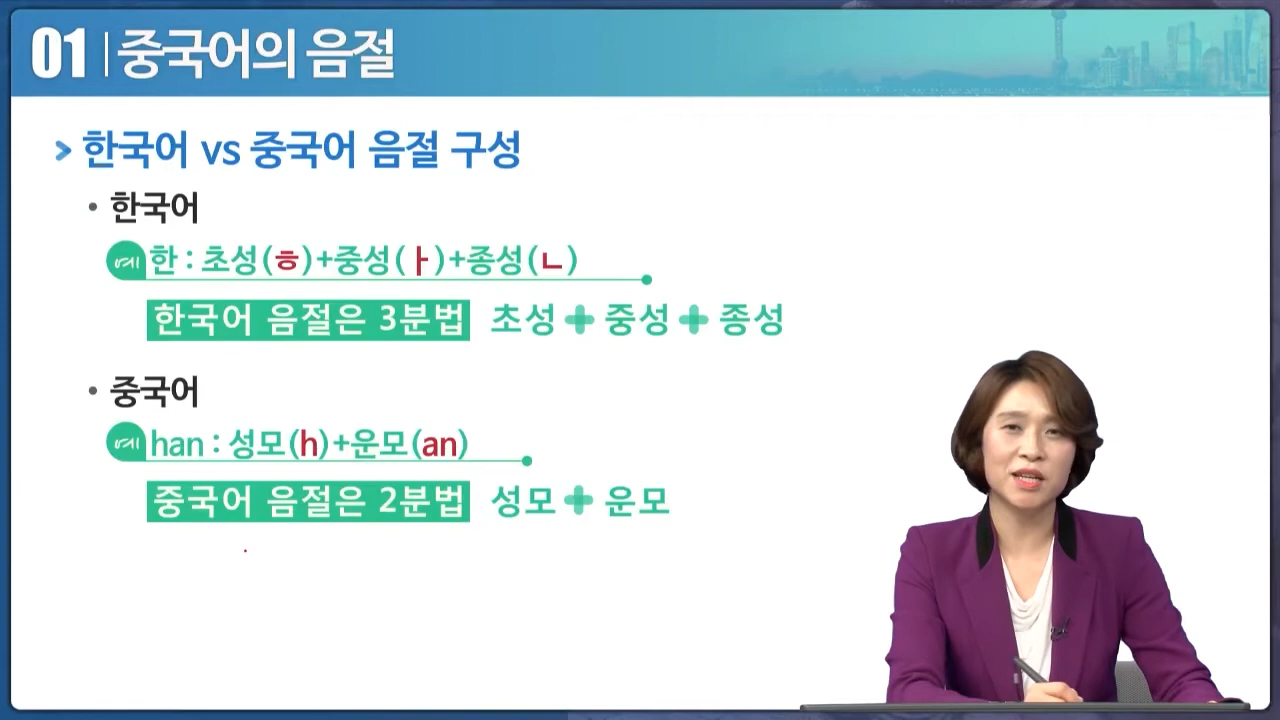 01 중국어의 음절
한국어 vs 중국어 음절 구성
• 한국어
예 한 : 초성(ㅎ)+중성(ㅏ)+종성(ㄴ)
한국어 음절은 3분법 초성 + 중성 + 종성
• 중국어
예 han : 성모(h)+운모(an)
중국어 음절은 2분법 성모 + 운모